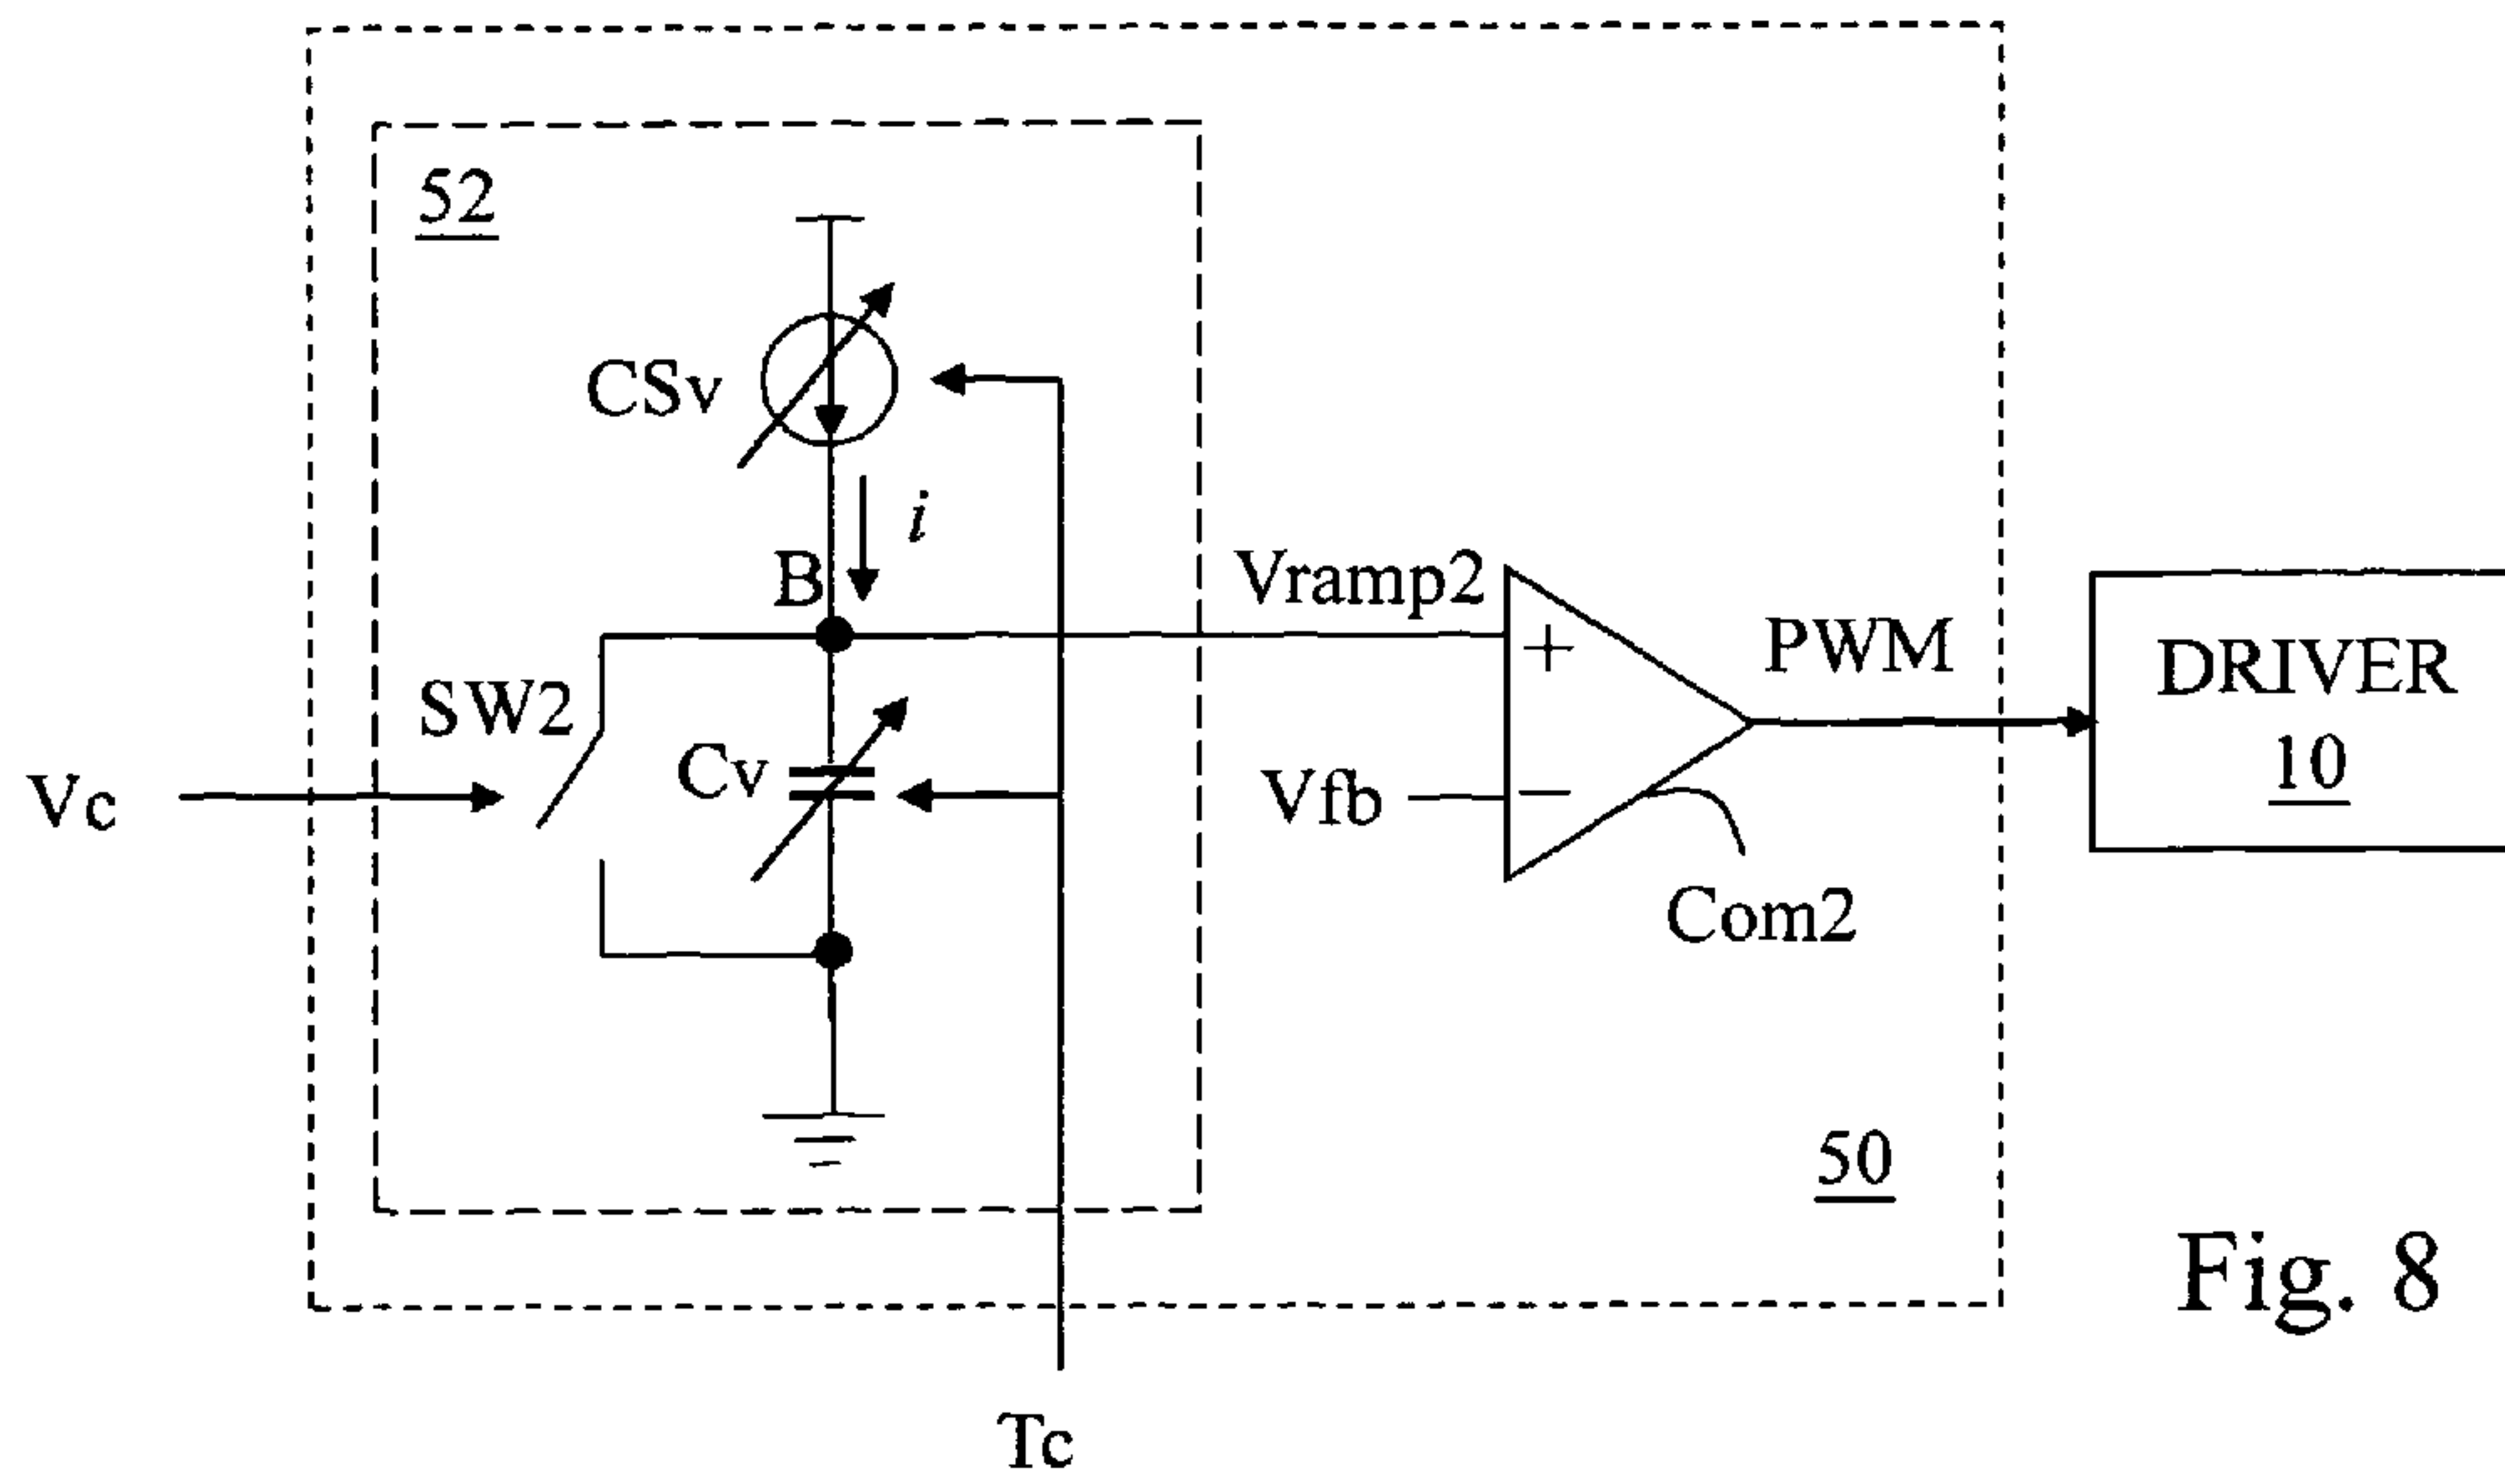 52
CSv
i
B
Vramp2
+
PWM
DRIVER
10
SW2
Cv
Vc
Vfb
−
Com2
50
Fig. 8
Tc